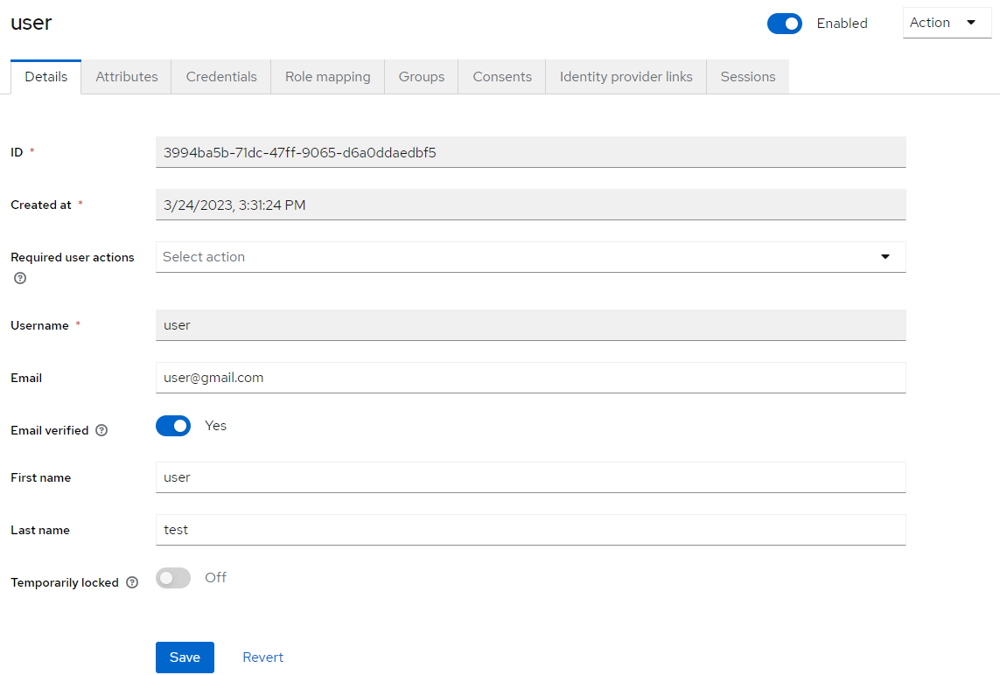 user
Enabled
Action
Details Attributes Credentials Role mapping Groups Consents Identity provider links Sessions
ID * 3994ba5b-71dc-47ff-9065-d6a0ddaedbf5
Created at * 3/24/2023, 3:31:24 PM
Required user actions Select action
Username * user
Email user@gmail.com
Email verified Yes
First name user
Last name test
Temporarily locked Off
Save Revert